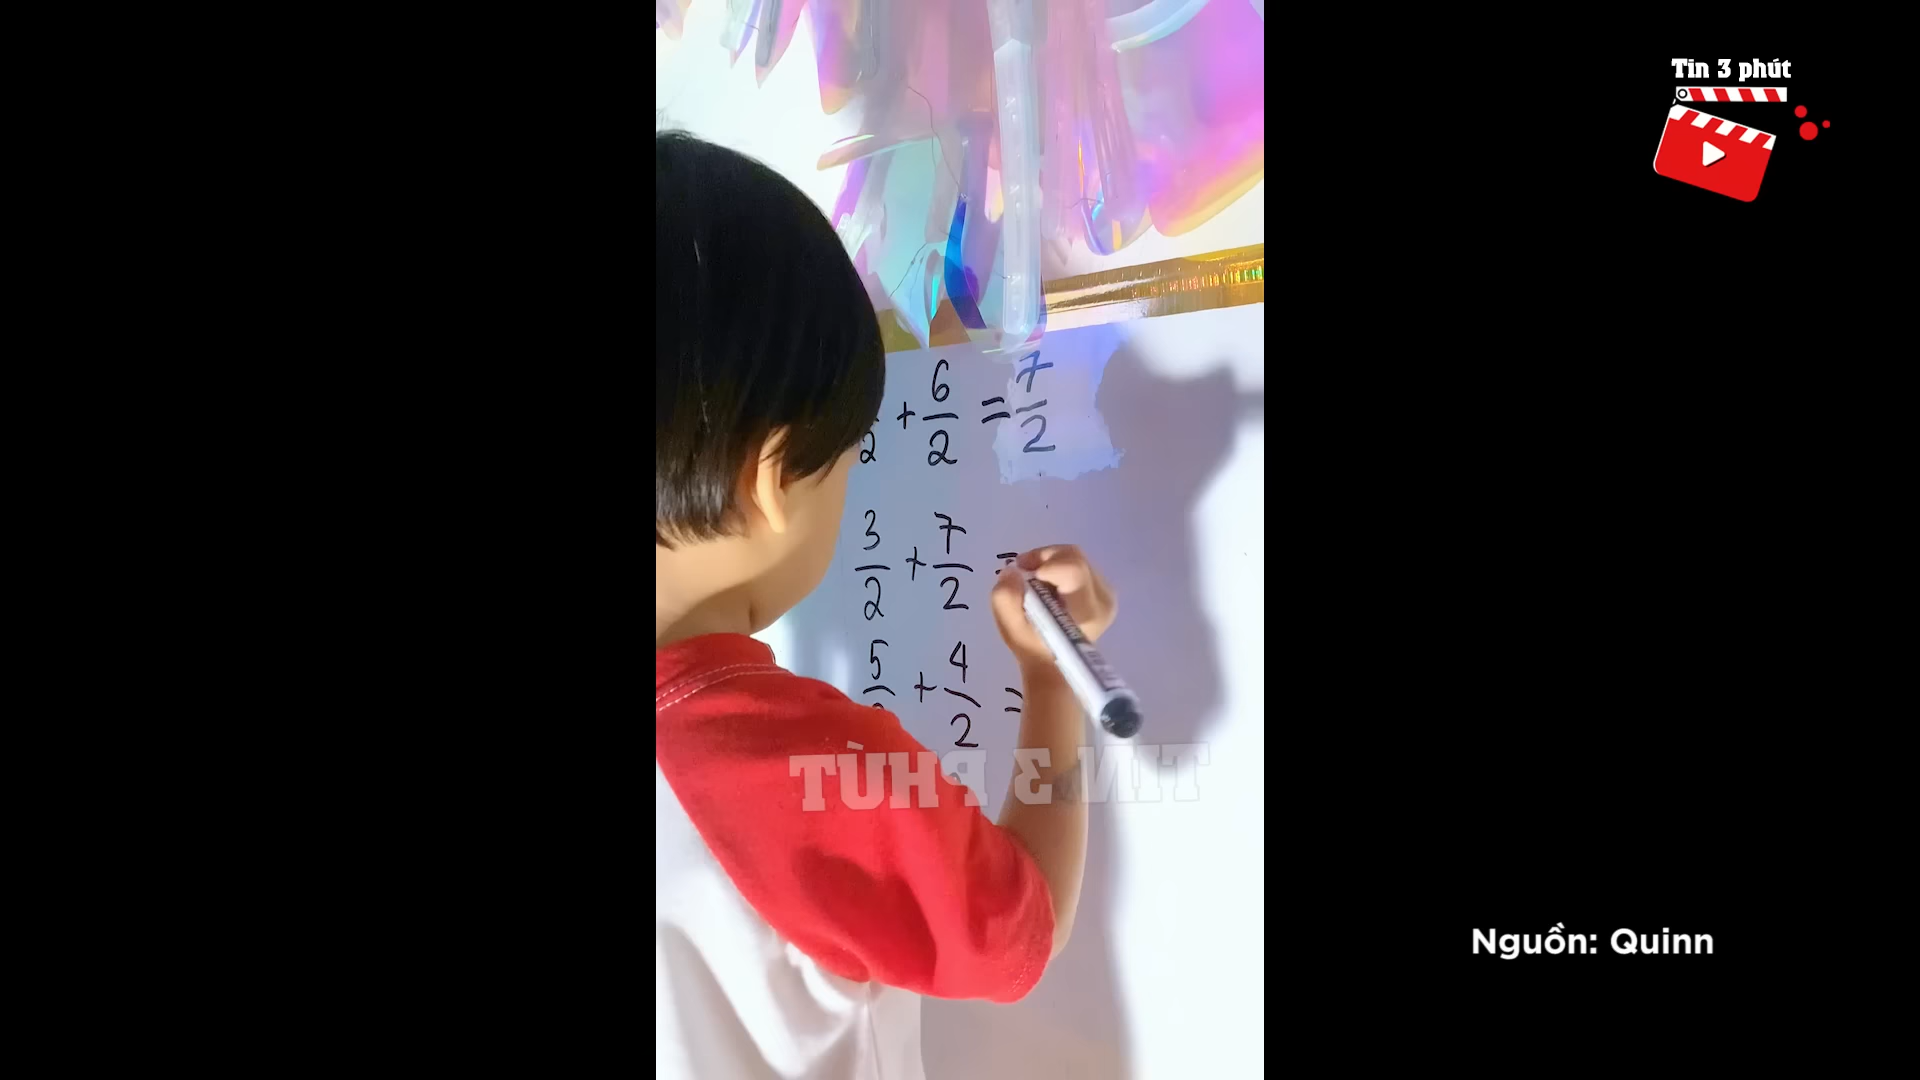 Tin 3 phút
2 + 6/2 = 7/2
3/2 + 7/2 =
5 + 4/2 =
TIN 3 PHÚT
Nguồn: Quinn